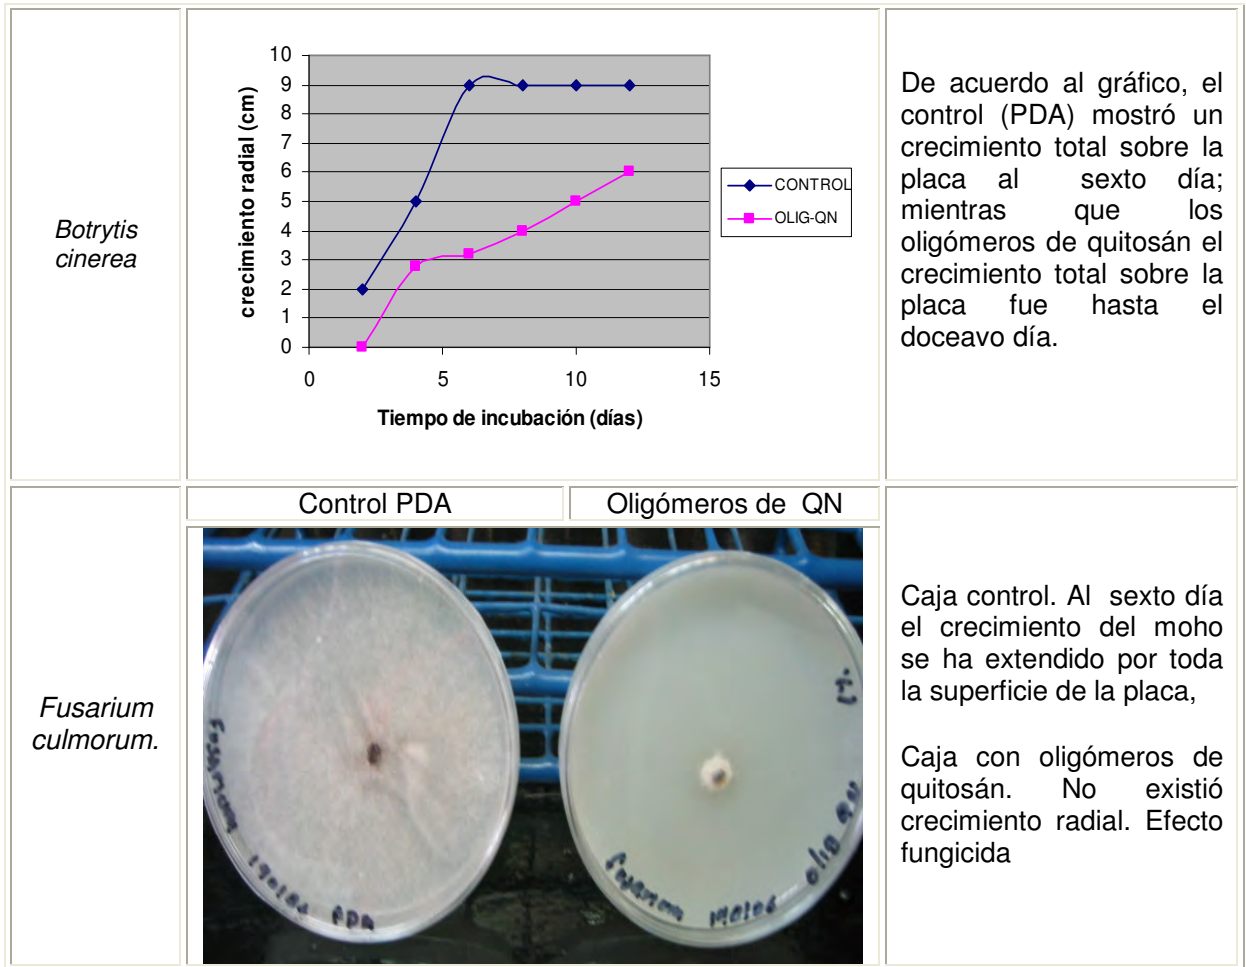 Botrytis
cinerea
10
9
8
7
6
5
4
3
2
1
0
0 5 10 15
crecimiento radial (cm)
Tiempo de incubación (días)
CONTROL
OLIG-QN
De acuerdo al gráfico, el
control (PDA) mostró un
crecimiento total sobre la
placa al sexto día;
mientras que los
oligómeros de quitosán el
crecimiento total sobre la
placa fue hasta el
doceavo día.
Fusarium
culmorum.
Control PDA
Oligómeros de QN
PDA
olig QN
Caja control. Al sexto día
el crecimiento del moho
se ha extendido por toda
la superficie de la placa,
Caja con oligómeros de
quitosán. No existió
crecimiento radial. Efecto
fungicida